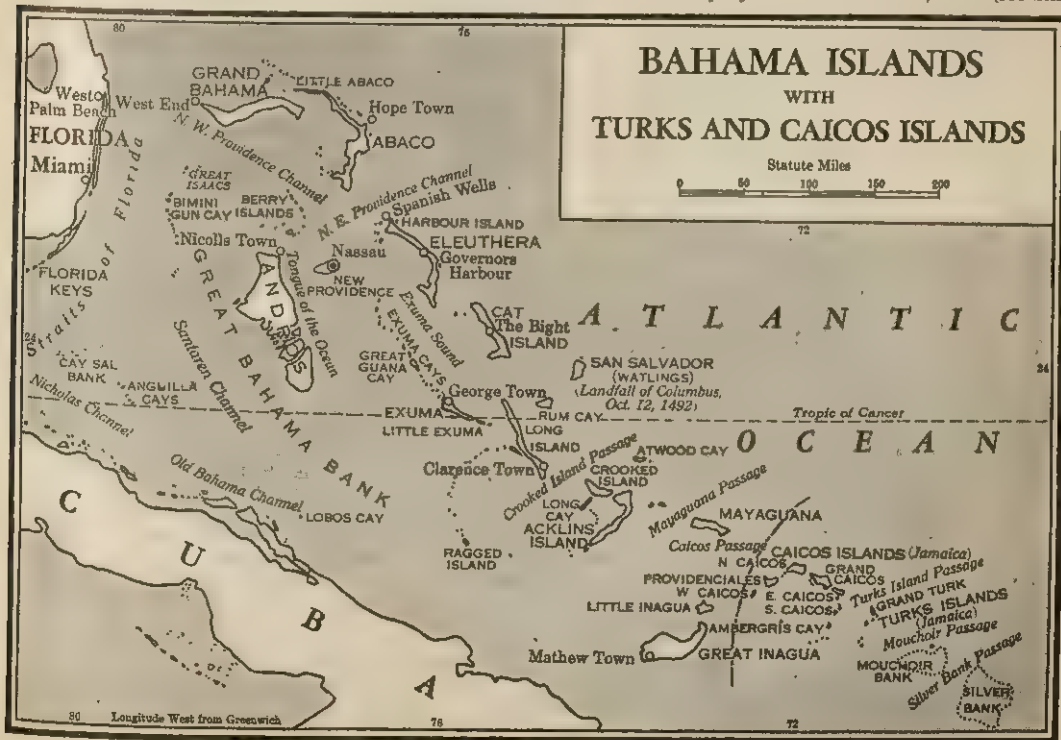 80
76
BAHAMA ISLANDS
WITH
TURKS AND CAICOS ISLANDS
Statute Miles
0 50 100 150 200
72
GRAND
BAHAMA
LITTLE ABACO
West
Palm Beach
West End
Hope Town
FLORIDA
Miami
ABACO
N. W. Providence Channel
Straits of Florida
GREAT
ISAACS
BIMINI
GUN CAY
BERRY
ISLANDS
N. E. Providence Channel
Spanish Wells
HARBOUR ISLAND
ELEUTHERA
Governors
Harbour
Nicolls Town
Nassau
NEW
PROVIDENCE
FLORIDA
KEYS
GREAT BAHAMA BANK
ANDROS
Tongue of the Ocean
EXUMA CAYS
Exuma Sound
CAT
The Bight
ISLAND
ATLANTIC
OCEAN
24
24
CAY SAL
BANK
ANGUILLA
CAYS
Santaren Channel
Nicholas Channel
GREAT
GUANA
CAY
SAN SALVADOR
(WATLINGS)
(Landfall of Columbus,
Oct. 12, 1492)
George Town
EXUMA
LITTLE EXUMA
RUM CAY
LONG
ISLAND
Tropic of Cancer
Clarence Town
Crooked Island Passage
ATWOOD CAY
CROOKED
ISLAND
LONG
CAY
ACKLINS
ISLAND
Old Bahama Channel
LOBOS CAY
RAGGED
ISLAND
Mayaguana Passage
MAYAGUANA
Caicos Passage
CAICOS ISLANDS (Jamaica)
N CAICOS
GRAND
CAICOS
PROVIDENCIALES
W CAICOS
E. CAICOS
S. CAICOS
Turks Island Passage
GRAND TURK
TURKS ISLANDS
(Jamaica)
LITTLE INAGUA
AMBERGRIS CAY
Mouchoir Passage
Mathew Town
GREAT INAGUA
MOUCHOIR
BANK
Silver Bank Passage
SILVER
BANK
CUBA
80
Longitude West from Greenwich
76
72